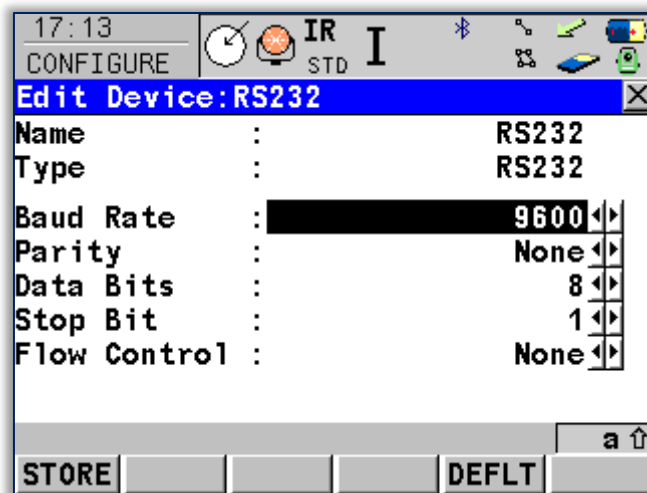 17:13
CONFIGURE
IR
STD
I
Edit Device:RS232
Name : RS232
Type : RS232
Baud Rate : 9600
Parity : None
Data Bits : 8
Stop Bit : 1
Flow Control : None
a
STORE DEFLT